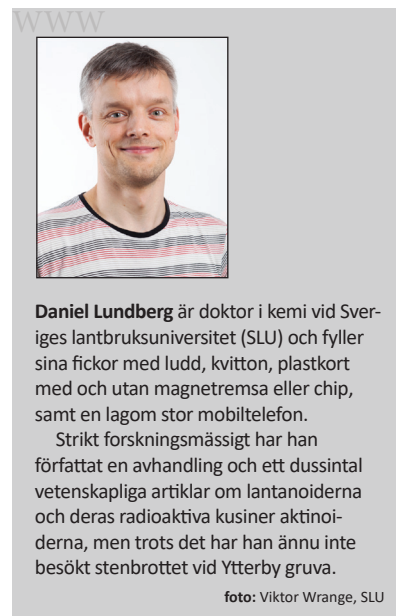 www
Daniel Lundberg är doktor i kemi vid Sver-
iges lantbruksuniversitet (SLU) och fyller
sina fickor med ludd, kvitton, plastkort
med och utan magnetremsa eller chip,
samt en lagom stor mobiltelefon.
Strikt forskningsmässigt har han
författat en avhandling och ett dussintal
vetenskapliga artiklar om lantanoiderna
och deras radioaktiva kusiner aktinoi-
derna, men trots det har han ännu inte
besökt stenbrottet vid Ytterby gruva.
foto: Viktor Wrange, SLU